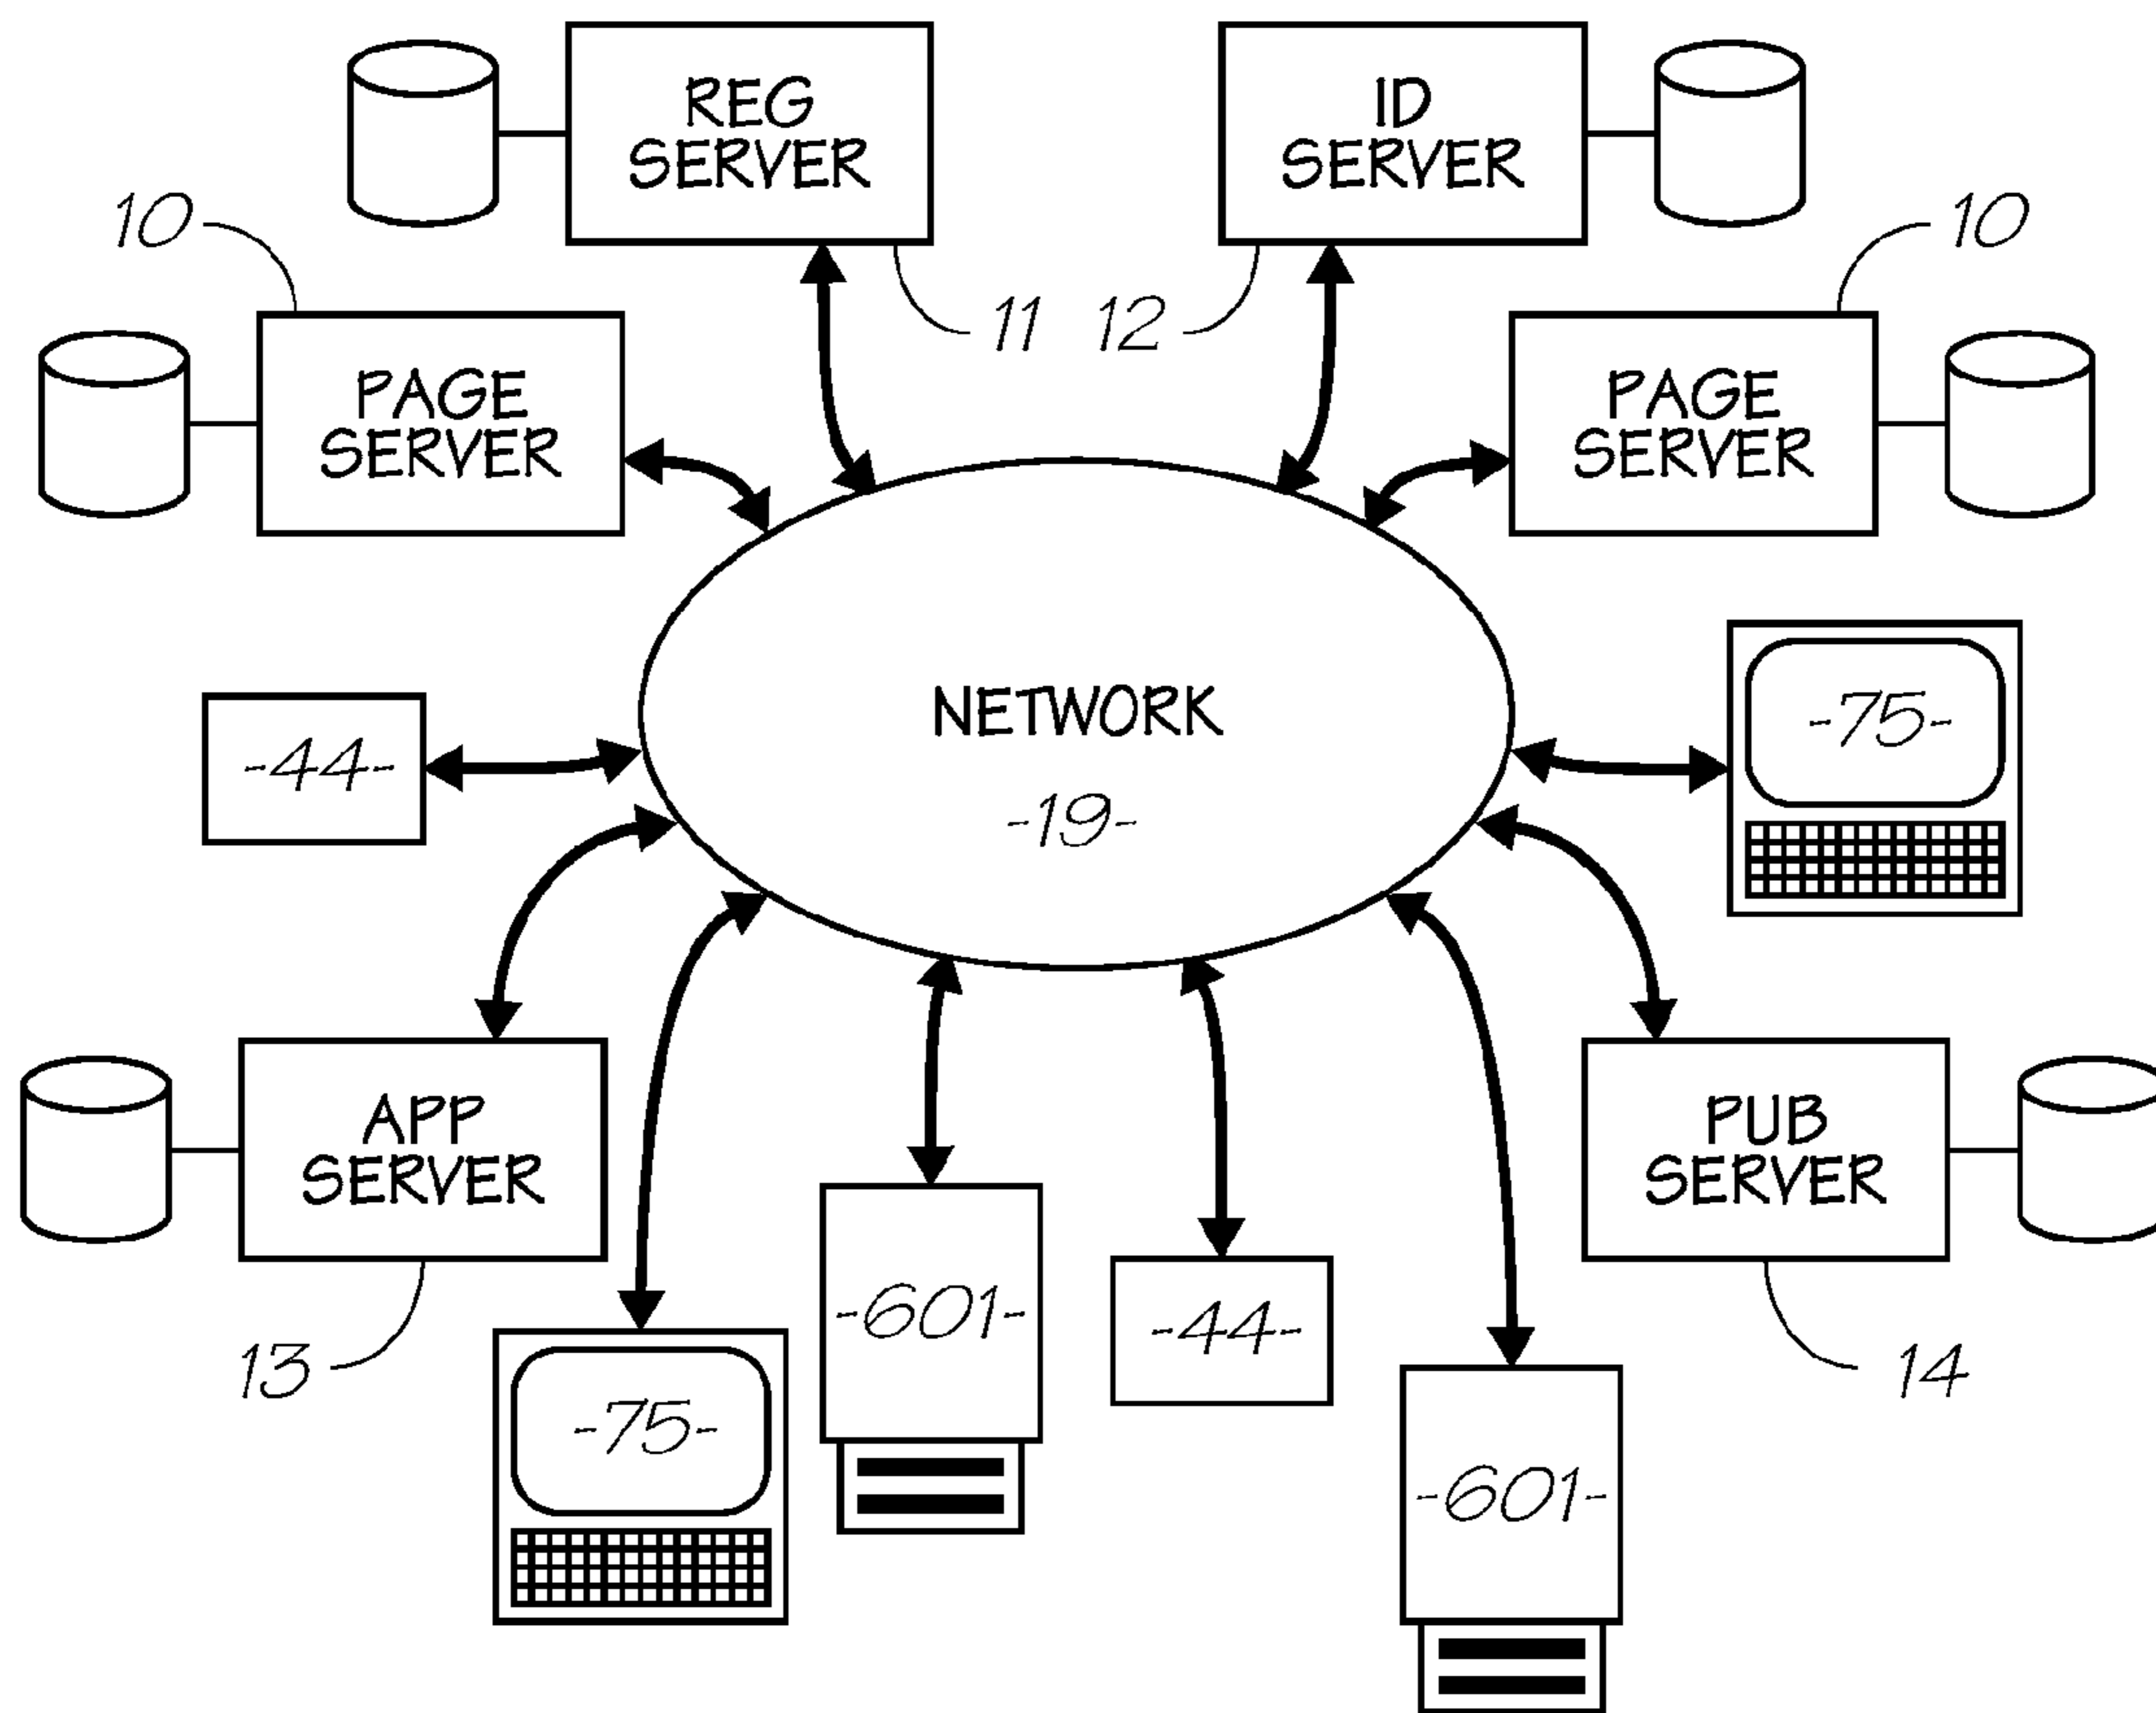 REG
SERVER
ID
SERVER
10
10
11
12
PAGE
SERVER
PAGE
SERVER
NETWORK
-19-
-75-
-44-
APP
SERVER
PUB
SERVER
-601-
-44-
13
14
-75-
-601-